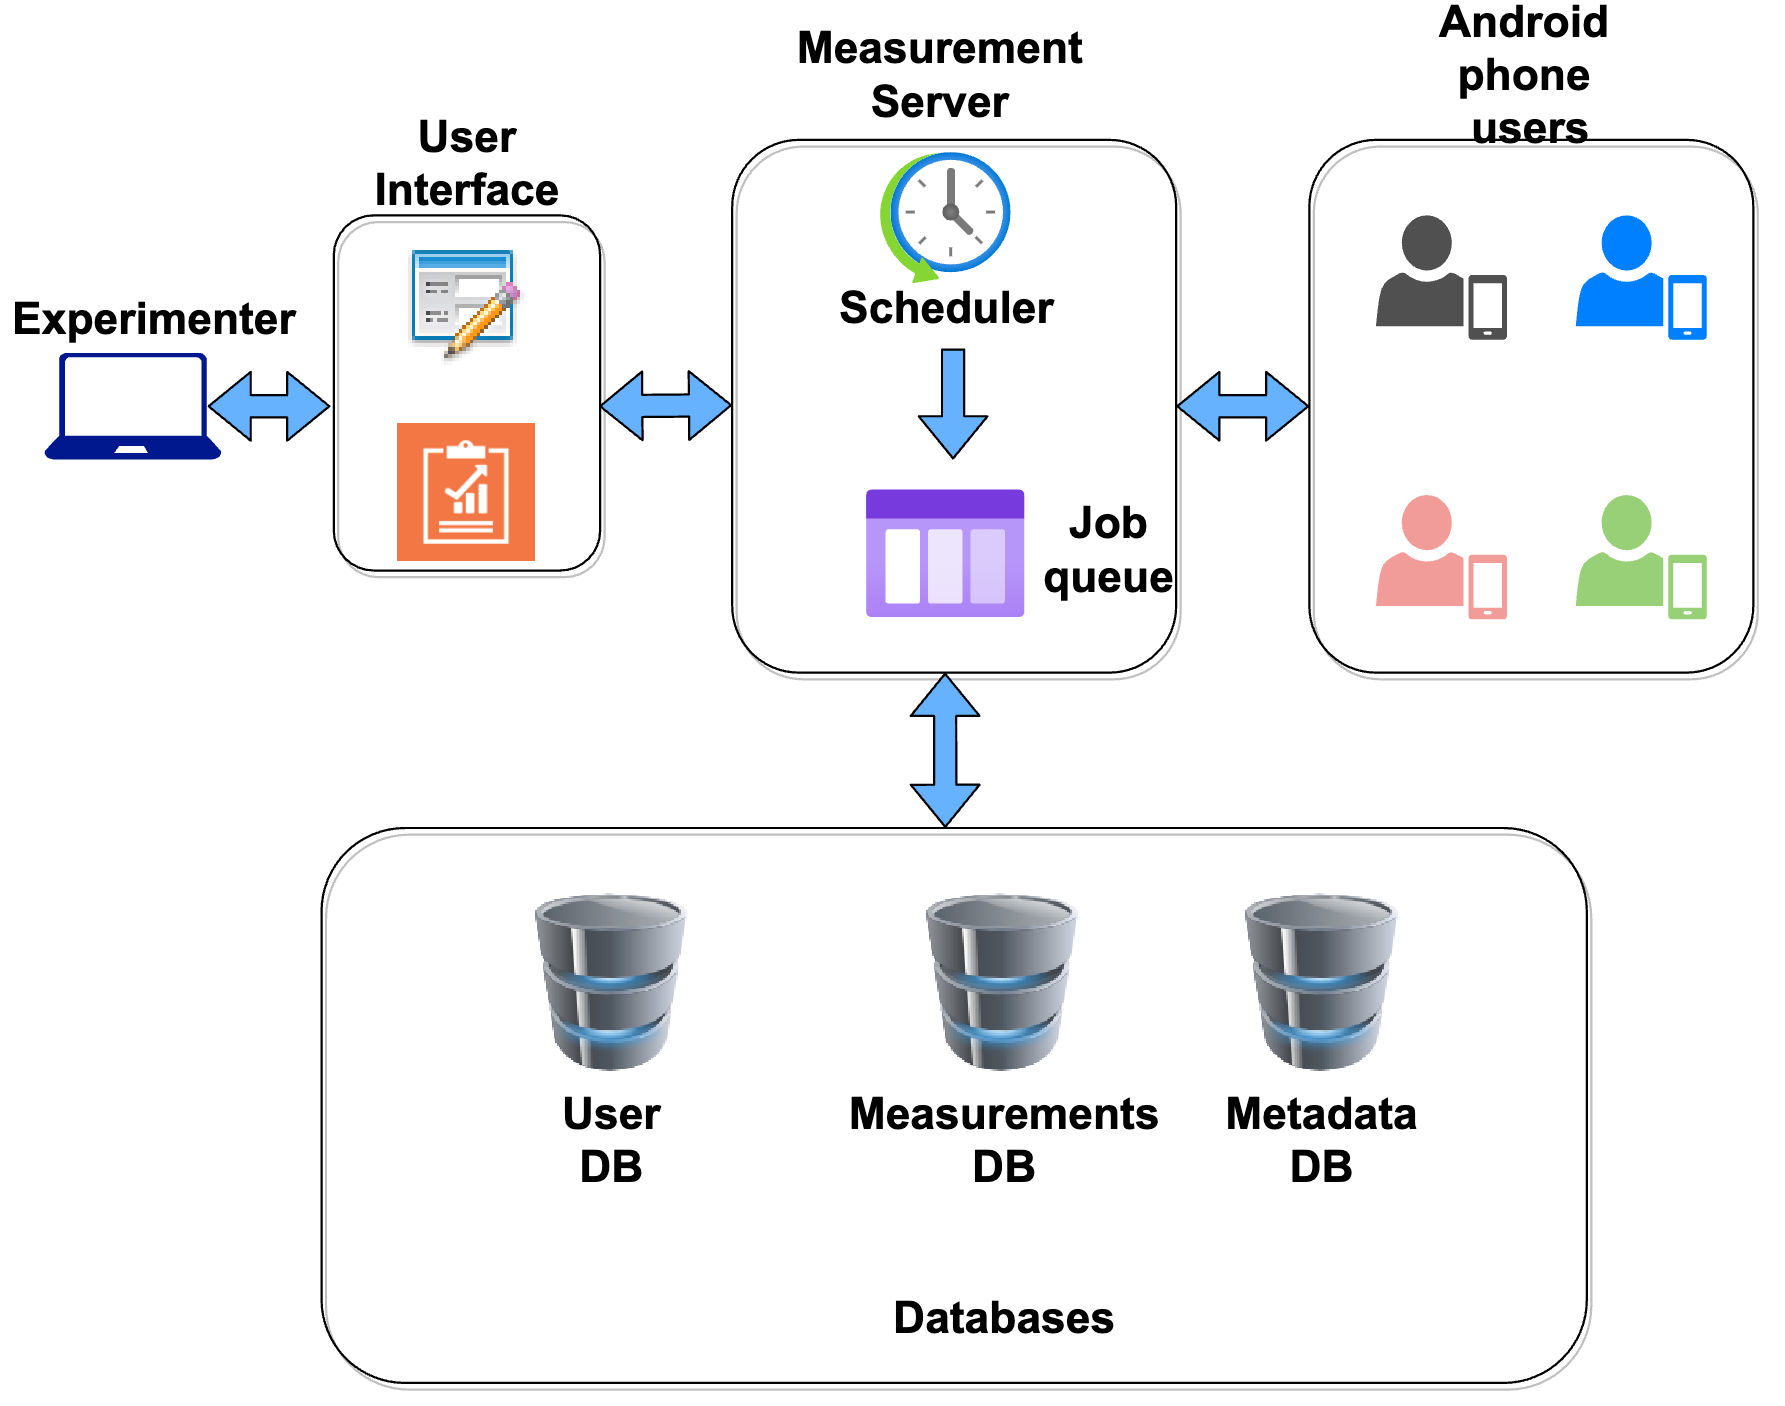 Experimenter
User
Interface
Measurement
Server
Scheduler
Job
queue
Android
phone
users
User
DB
Measurements
DB
Metadata
DB
Databases